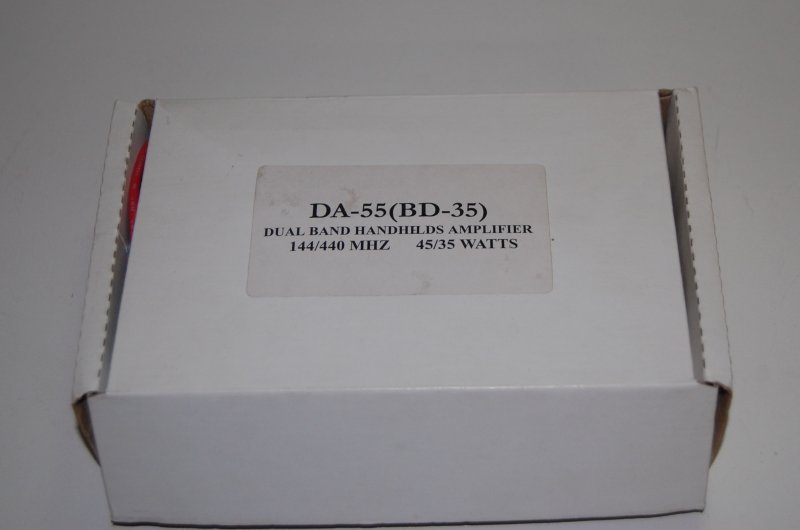 DA-55(BD-35)
DUAL BAND HANDHILDS AMPLIFIER
144/440 MHZ 45/35 WATTS